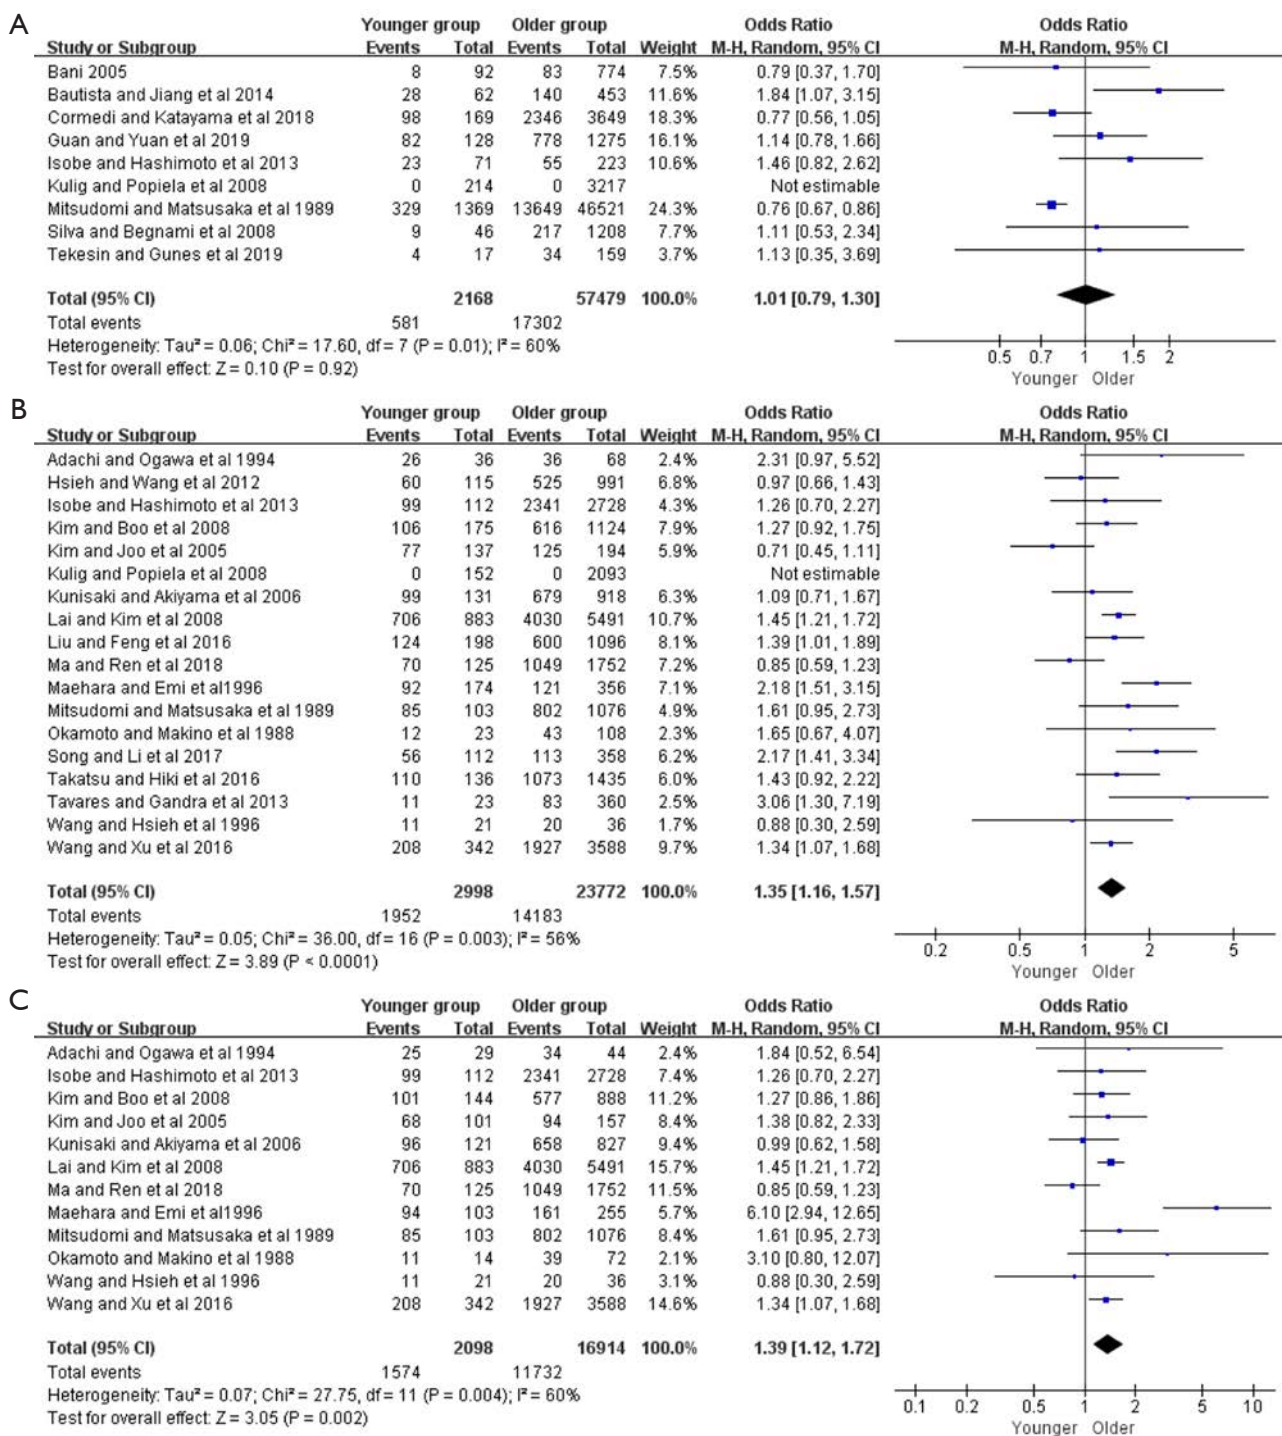 A
Younger group Older group Odds Ratio Odds Ratio
Study or Subgroup Events Total Events Total Weight M-H, Random, 95% CI M-H, Random, 95% CI
Bani 2005 8 92 83 774 7.5% 0.79 [0.37, 1.70]
Bautista and Jiang et al 2014 28 62 140 453 11.6% 1.84 [1.07, 3.15]
Cormedi and Katayama et al 2018 98 169 2346 3649 18.3% 0.77 [0.56, 1.05]
Guan and Yuan et al 2019 82 128 778 1275 16.1% 1.14 [0.78, 1.66]
Isobe and Hashimoto et al 2013 23 71 55 223 10.6% 1.46 [0.82, 2.62]
Kulig and Popiela et al 2008 0 214 0 3217 Not estimable
Mitsudomi and Matsusaka et al 1989 329 1369 13649 46521 24.3% 0.76 [0.67, 0.86]
Silva and Begnami et al 2008 9 46 217 1208 7.7% 1.11 [0.53, 2.34]
Tekesin and Gunes et al 2019 4 17 34 159 3.7% 1.13 [0.35, 3.69]
Total (95% CI) 2168 57479 100.0% 1.01 [0.79, 1.30]
Total events 581 17302
Heterogeneity: Tau² = 0.06; Chi² = 17.60, df = 7 (P = 0.01); I² = 60%
Test for overall effect: Z = 0.10 (P = 0.92)
0.5 0.7 1 1.5 2
Younger Older
B
Younger group Older group Odds Ratio Odds Ratio
Study or Subgroup Events Total Events Total Weight M-H, Random, 95% CI M-H, Random, 95% CI
Adachi and Ogawa et al 1994 26 36 36 68 2.4% 2.31 [0.97, 5.52]
Hsieh and Wang et al 2012 60 115 525 991 6.8% 0.97 [0.66, 1.43]
Isobe and Hashimoto et al 2013 99 112 2341 2728 4.3% 1.26 [0.70, 2.27]
Kim and Boo et al 2008 106 175 616 1124 7.9% 1.27 [0.92, 1.75]
Kim and Joo et al 2005 77 137 125 194 5.9% 0.71 [0.45, 1.11]
Kulig and Popiela et al 2008 0 152 0 2093 Not estimable
Kunisaki and Akiyama et al 2006 99 131 679 918 6.3% 1.09 [0.71, 1.67]
Lai and Kim et al 2008 706 883 4030 5491 10.7% 1.45 [1.21, 1.72]
Liu and Feng et al 2016 124 198 600 1096 8.1% 1.39 [1.01, 1.89]
Ma and Ren et al 2018 70 125 1049 1752 7.2% 0.85 [0.59, 1.23]
Maehara and Emi et al1996 92 174 121 356 7.1% 2.18 [1.51, 3.15]
Mitsudomi and Matsusaka et al 1989 85 103 802 1076 4.9% 1.61 [0.95, 2.73]
Okamoto and Makino et al 1988 12 23 43 108 2.3% 1.65 [0.67, 4.07]
Song and Li et al 2017 56 112 113 358 6.2% 2.17 [1.41, 3.34]
Takatsu and Hiki et al 2016 110 136 1073 1435 6.0% 1.43 [0.92, 2.22]
Tavares and Gandra et al 2013 11 23 83 360 2.5% 3.06 [1.30, 7.19]
Wang and Hsieh et al 1996 11 21 20 36 1.7% 0.88 [0.30, 2.59]
Wang and Xu et al 2016 208 342 1927 3588 9.7% 1.34 [1.07, 1.68]
Total (95% CI) 2998 23772 100.0% 1.35 [1.16, 1.57]
Total events 1952 14183
Heterogeneity: Tau² = 0.05; Chi² = 36.00, df = 16 (P = 0.003); I² = 56%
Test for overall effect: Z = 3.89 (P < 0.0001)
0.2 0.5 1 2 5
Younger Older
C
Younger group Older group Odds Ratio Odds Ratio
Study or Subgroup Events Total Events Total Weight M-H, Random, 95% CI M-H, Random, 95% CI
Adachi and Ogawa et al 1994 25 29 34 44 2.4% 1.84 [0.52, 6.54]
Isobe and Hashimoto et al 2013 99 112 2341 2728 7.4% 1.26 [0.70, 2.27]
Kim and Boo et al 2008 101 144 577 888 11.2% 1.27 [0.86, 1.86]
Kim and Joo et al 2005 68 101 94 157 8.4% 1.38 [0.82, 2.33]
Kunisaki and Akiyama et al 2006 96 121 658 827 9.4% 0.99 [0.62, 1.58]
Lai and Kim et al 2008 706 883 4030 5491 15.7% 1.45 [1.21, 1.72]
Ma and Ren et al 2018 70 125 1049 1752 11.5% 0.85 [0.59, 1.23]
Maehara and Emi et al1996 94 103 161 255 5.7% 6.10 [2.94, 12.65]
Mitsudomi and Matsusaka et al 1989 85 103 802 1076 8.4% 1.61 [0.95, 2.73]
Okamoto and Makino et al 1988 11 14 39 72 2.1% 3.10 [0.80, 12.07]
Wang and Hsieh et al 1996 11 21 20 36 3.1% 0.88 [0.30, 2.59]
Wang and Xu et al 2016 208 342 1927 3588 14.6% 1.34 [1.07, 1.68]
Total (95% CI) 2098 16914 100.0% 1.39 [1.12, 1.72]
Total events 1574 11732
Heterogeneity: Tau² = 0.07; Chi² = 27.75, df = 11 (P = 0.004); I² = 60%
Test for overall effect: Z = 3.05 (P = 0.002)
0.1 0.2 0.5 1 2 5 10
Younger Older